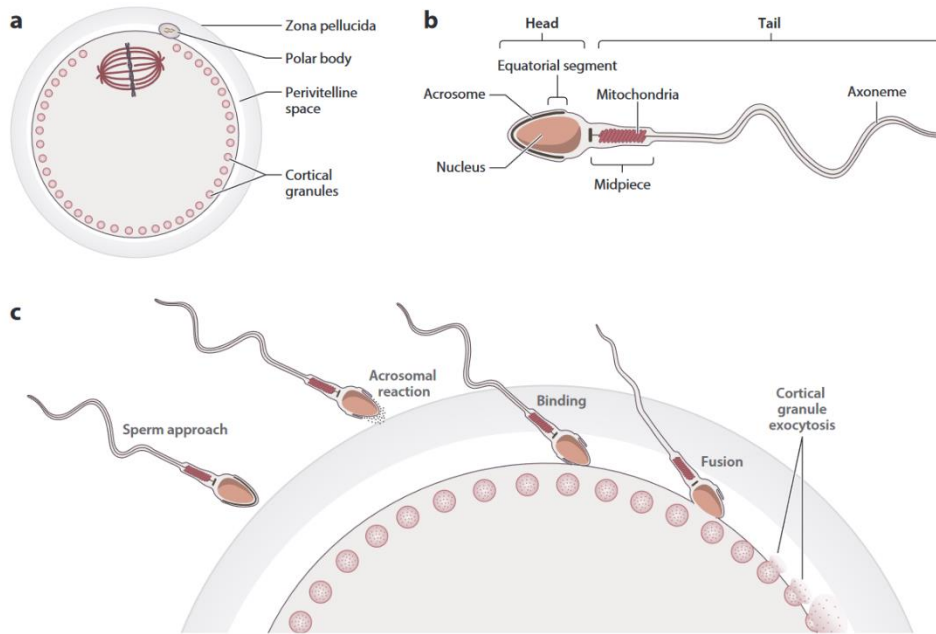 a
Zona pellucida
Polar body
Perivitelline
space
Cortical
granules
b
Head
Tail
Equatorial segment
Acrosome
Mitochondria
Axoneme
Nucleus
Midpiece
c
Sperm approach
Acrosomal
reaction
Binding
Fusion
Cortical
granule
exocytosis